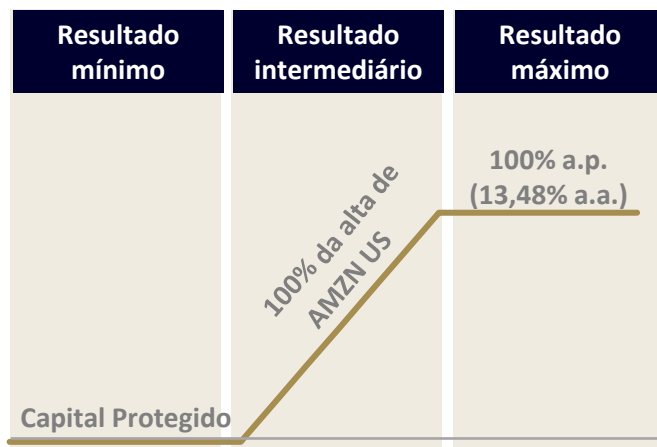 Resultado
mínimo
Resultado
intermediário
Resultado
máximo
100% a.p.
(13,48% a.a.)
100% da alta de
AMZN US
Capital Protegido